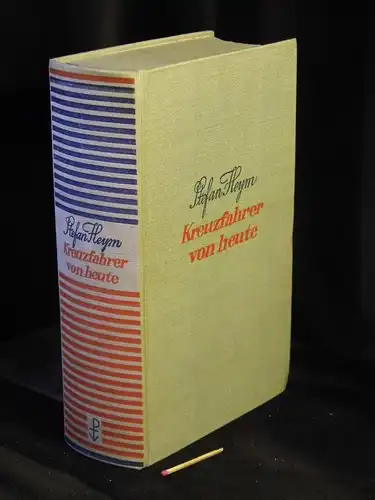 Stefan Heym
Kreuzfahrer
von heute
Stefan Heym
Kreuzfahrer
von heute